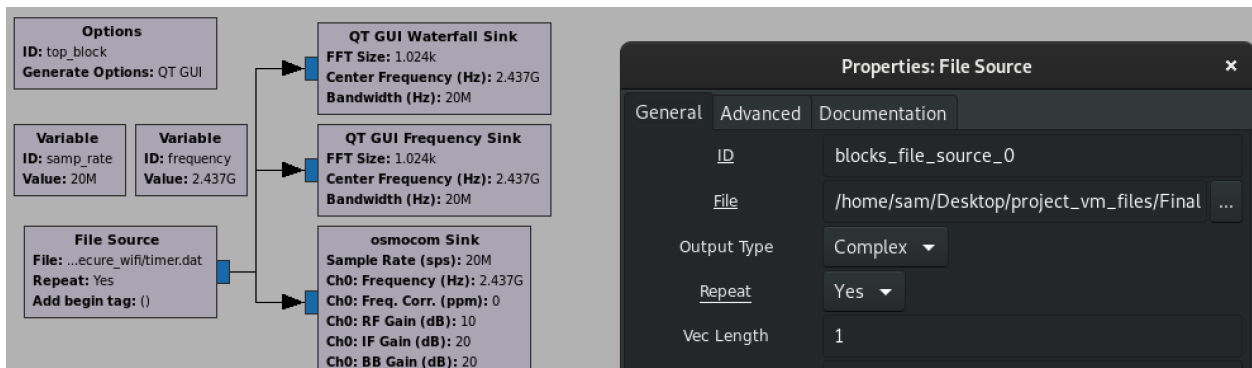 Options
ID: top_block
Generate Options: QT GUI
Variable
ID: samp_rate
Value: 20M
Variable
ID: frequency
Value: 2.437G
File Source
File: ...ecure_wifi/timer.dat
Repeat: Yes
Add begin tag: ()
QT GUI Waterfall Sink
FFT Size: 1.024k
Center Frequency (Hz): 2.437G
Bandwidth (Hz): 20M
QT GUI Frequency Sink
FFT Size: 1.024k
Center Frequency (Hz): 2.437G
Bandwidth (Hz): 20M
osmocom Sink
Sample Rate (sps): 20M
Ch0: Frequency (Hz): 2.437G
Ch0: Freq. Corr. (ppm): 0
Ch0: RF Gain (dB): 10
Ch0: IF Gain (dB): 20
Ch0: BB Gain (dB): 20
Properties: File Source ×
General Advanced Documentation
ID blocks_file_source_0
File /home/sam/Desktop/project_vm_files/Final ...
Output Type Complex
Repeat Yes
Vec Length 1